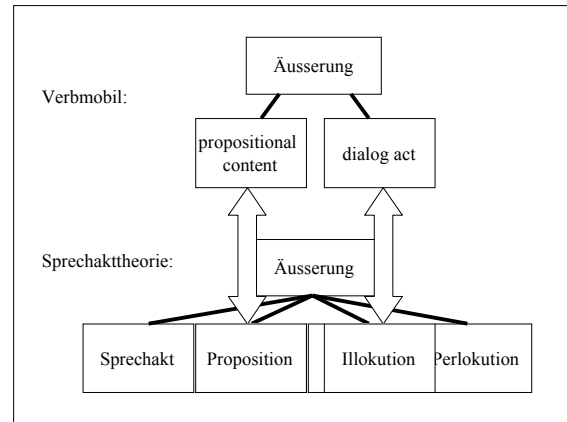 Äusserung
Verbmobil:
propositional
content
dialog act
Sprechakttheorie:
Äusserung
Sprechakt
Proposition
Illokution
Perlokution